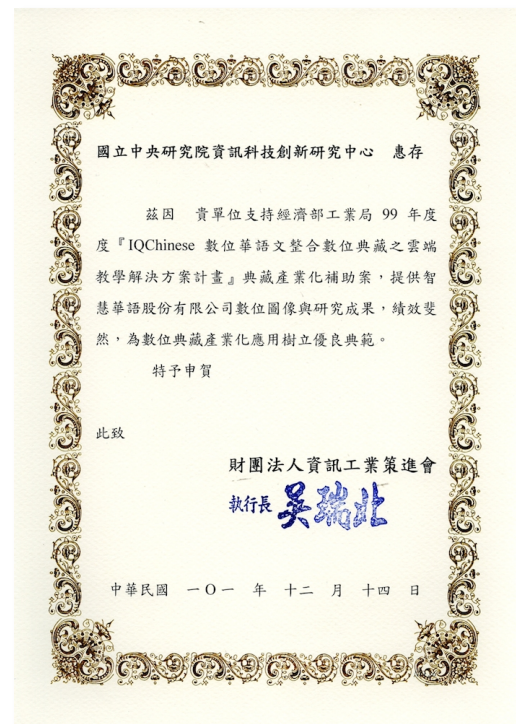 國立中央研究院資訊科技創新研究中心　惠存
茲因　貴單位支持經濟部工業局 99 年度
度『IQChinese 數位華語文整合數位典藏之雲端
教學解決方案計畫』典藏產業化補助案，提供智
慧華語股份有限公司數位圖像與研究成果，績效斐
然，為數位典藏產業化應用樹立優良典範。
特予申賀
此致
財團法人資訊工業策進會
執行長 吳瑞北
中華民國　一〇一　年　十二　月　十四　日